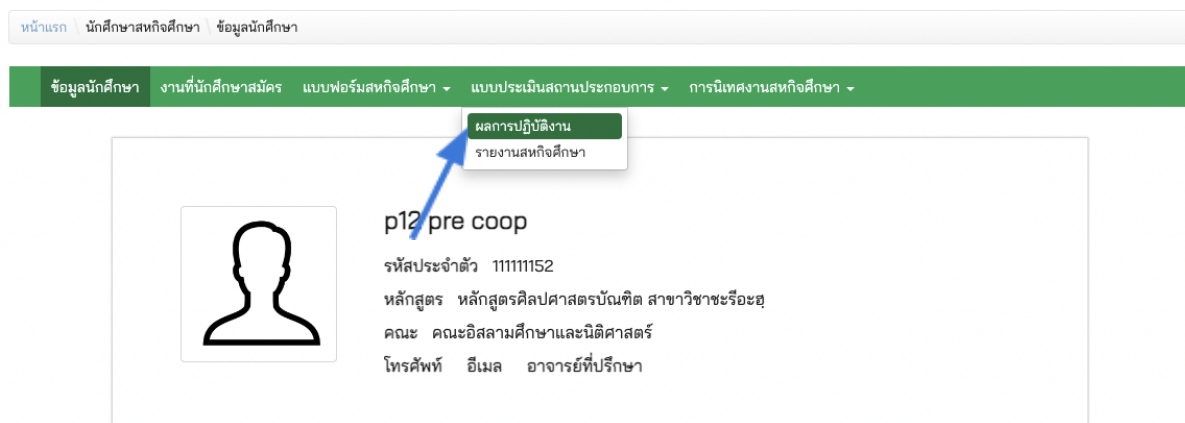 หน้าแรก \ นักศึกษาสหกิจศึกษา \ ข้อมูลนักศึกษา
ข้อมูลนักศึกษา งานที่นักศึกษาสมัคร แบบฟอร์มสหกิจศึกษา แบบประเมินสถานประกอบการ การนิเทศงานสหกิจศึกษา
ผลการปฏิบัติงาน
รายงานสหกิจศึกษา
p12 pre coop
รหัสประจำตัว 111111152
หลักสูตร หลักสูตรศิลปศาสตรบัณฑิต สาขาวิชาชะรีอะฮฺ
คณะ คณะอิสลามศึกษาและนิติศาสตร์
โทรศัพท์ อีเมล อาจารย์ที่ปรึกษา